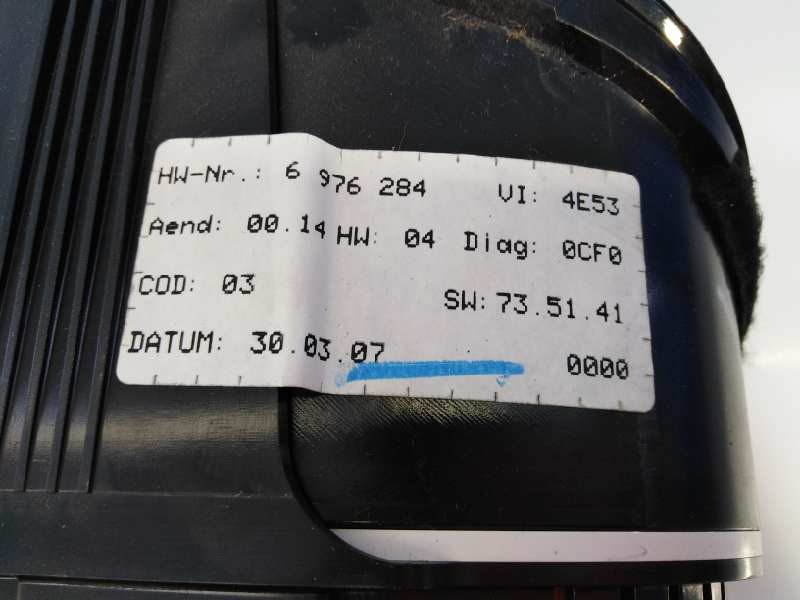 HW-Nr.: 6 976 284 VI: 4E53
Aend: 00.14 HW: 04 Diag: 0CF0
COD: 03 SW: 73.51.41
DATUM: 30.03.07 0000